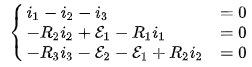 i₁ − i₂ − i₃ = 0
−R₂i₂ + ℰ₁ − R₁i₁ = 0
−R₃i₃ − ℰ₂ − ℰ₁ + R₂i₂ = 0